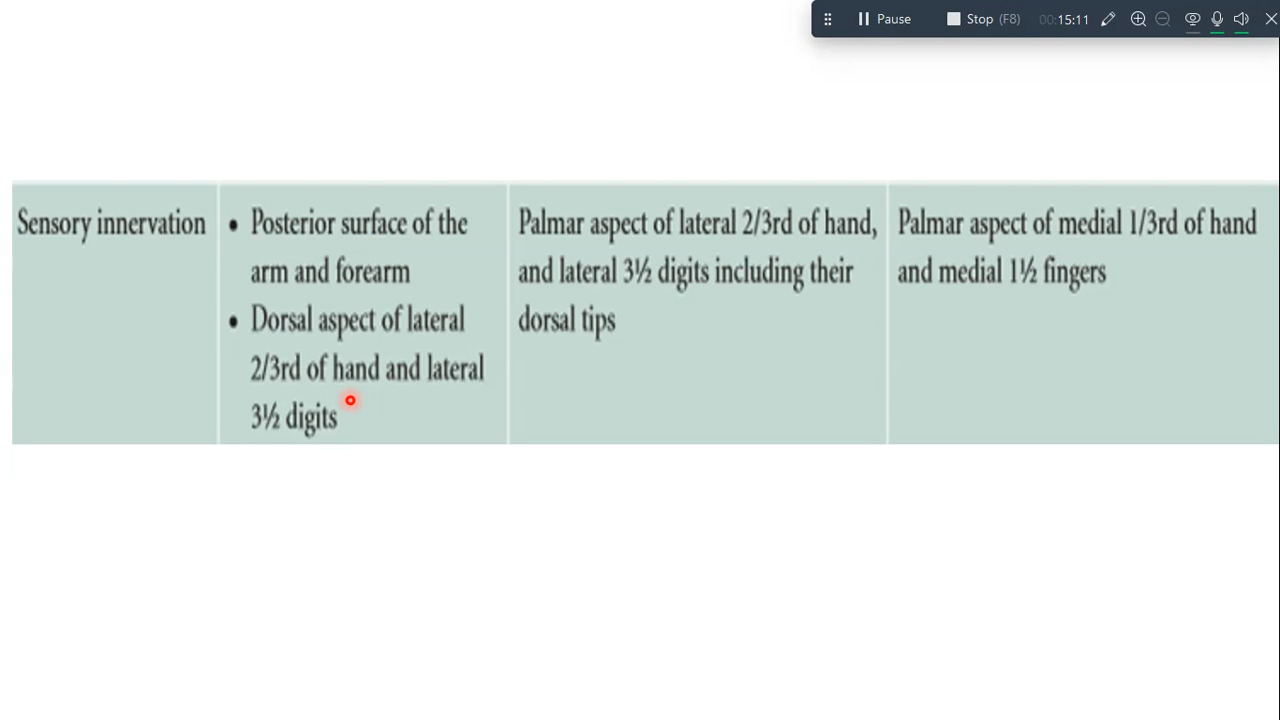 Pause
Stop (F8)
00:15:11
Sensory innervation
• Posterior surface of the
arm and forearm
• Dorsal aspect of lateral
2/3rd of hand and lateral
3½ digits
Palmar aspect of lateral 2/3rd of hand,
and lateral 3½ digits including their
dorsal tips
Palmar aspect of medial 1/3rd of hand
and medial 1½ fingers